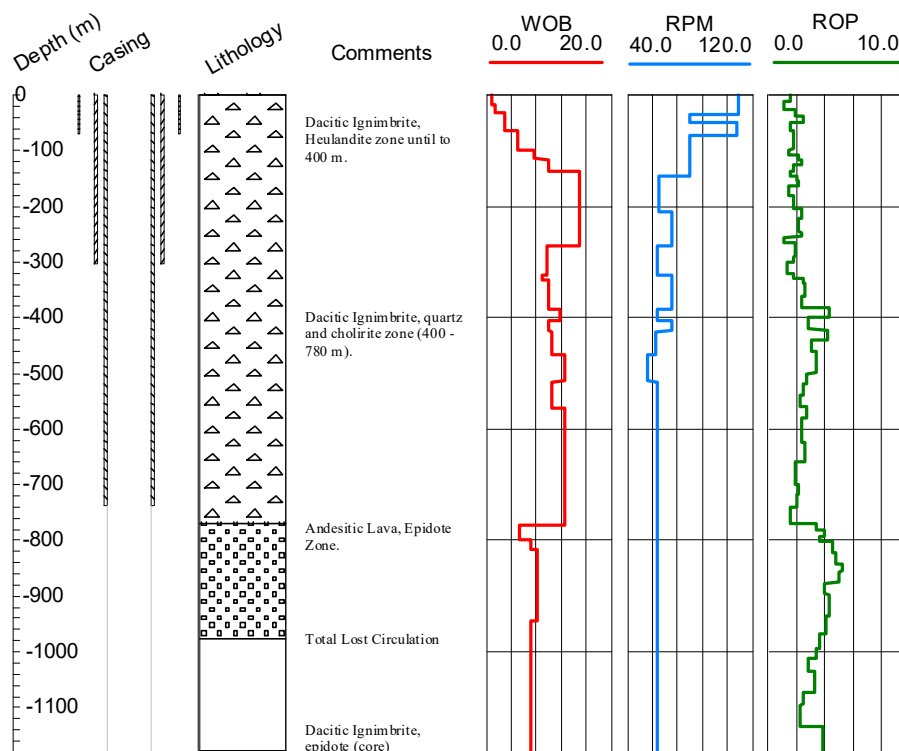 Depth (m)
Casing
Lithology
Comments
WOB
0.0 20.0
RPM
40.0 120.0
ROP
0.0 10.0
0
-100
-200
-300
-400
-500
-600
-700
-800
-900
-1000
-1100
Dacitic Ignimbrite,
Heulandite zone until to
400 m.
Dacitic Ignimbrite, quartz
and cholirite zone (400 -
780 m).
Andesitic Lava, Epidote
Zone.
Total Lost Circulation
Dacitic Ignimbrite,
epidote (core)